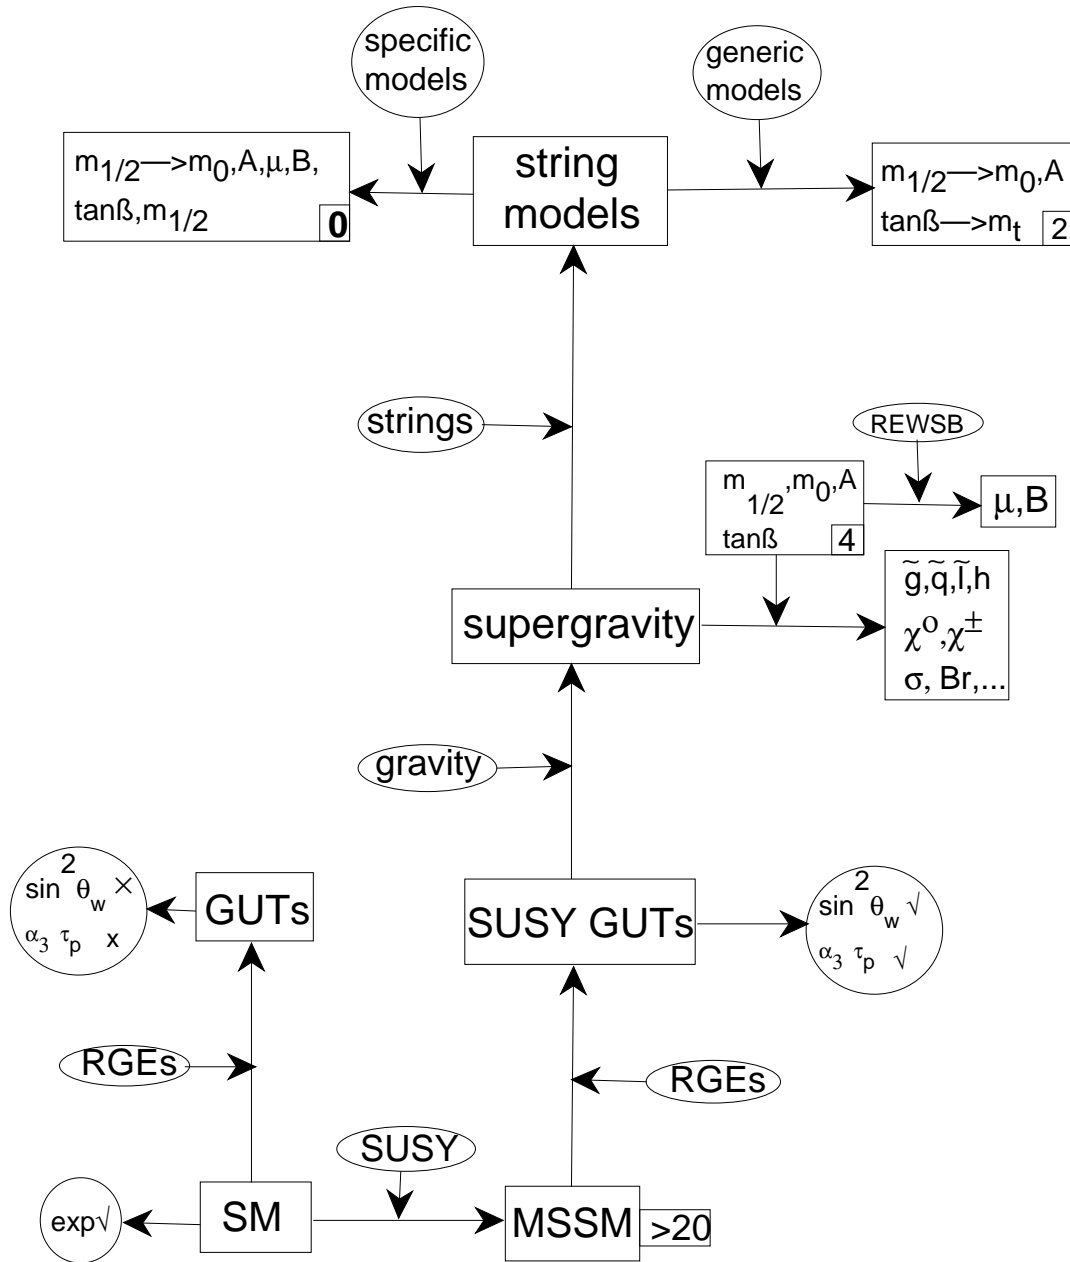 specific
models
generic
models
m1/2—>m0,A,μ,B,
tanß,m1/2
0
string
models
m1/2—>m0,A
tanß—>mt
2
strings
REWSB
m1/2,m0,A
tanß
4
μ,B
g̃,q̃,l̃,h
supergravity
χ⁰,χ±
σ, Br,...
gravity
sin²θw ×
α3 τp x
GUTs
SUSY GUTs
sin²θw √
α3 τp √
RGEs
RGEs
SUSY
exp√
SM
MSSM
>20